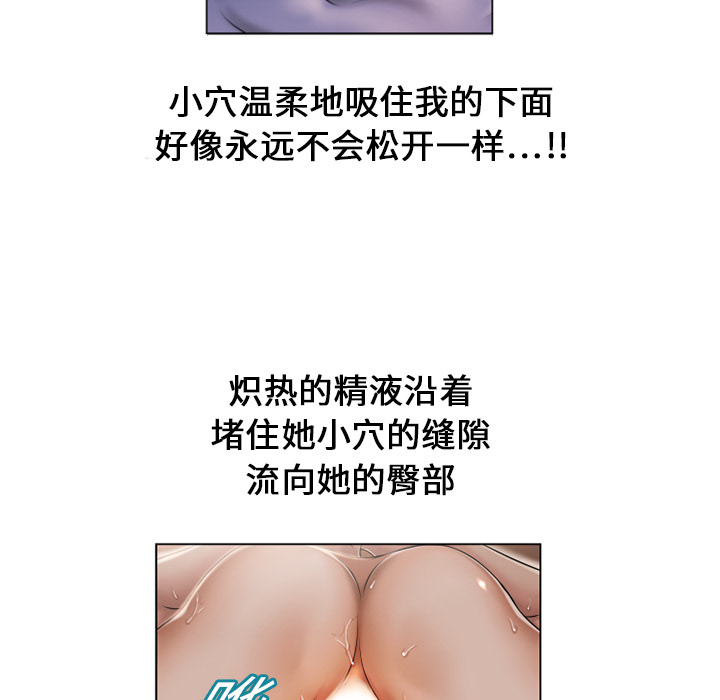 小穴温柔地吸住我的下面
好像永远不会松开一样...!!
炽热的精液沿着
堵住她小穴的缝隙
流向她的臀部